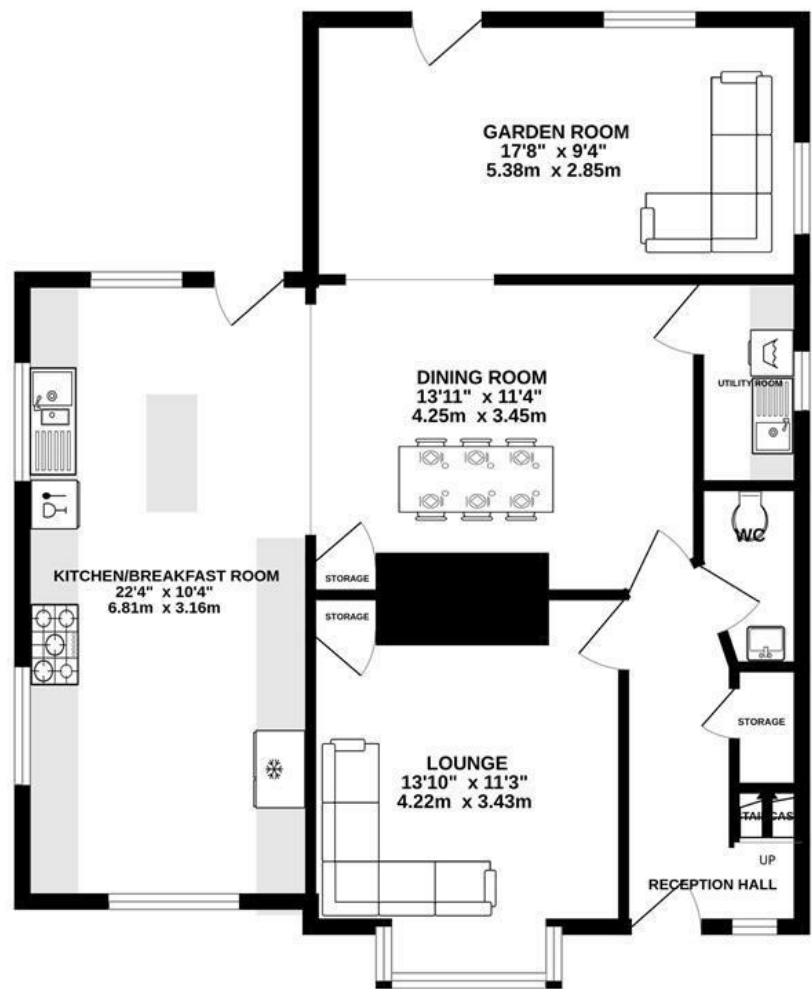 GARDEN ROOM
17'8" x 9'4"
5.38m x 2.85m
DINING ROOM
13'11" x 11'4"
4.25m x 3.45m
UTILITY ROOM
WC
KITCHEN/BREAKFAST ROOM
22'4" x 10'4"
6.81m x 3.16m
STORAGE
STORAGE
STORAGE
LOUNGE
13'10" x 11'3"
4.22m x 3.43m
UP
RECEPTION HALL